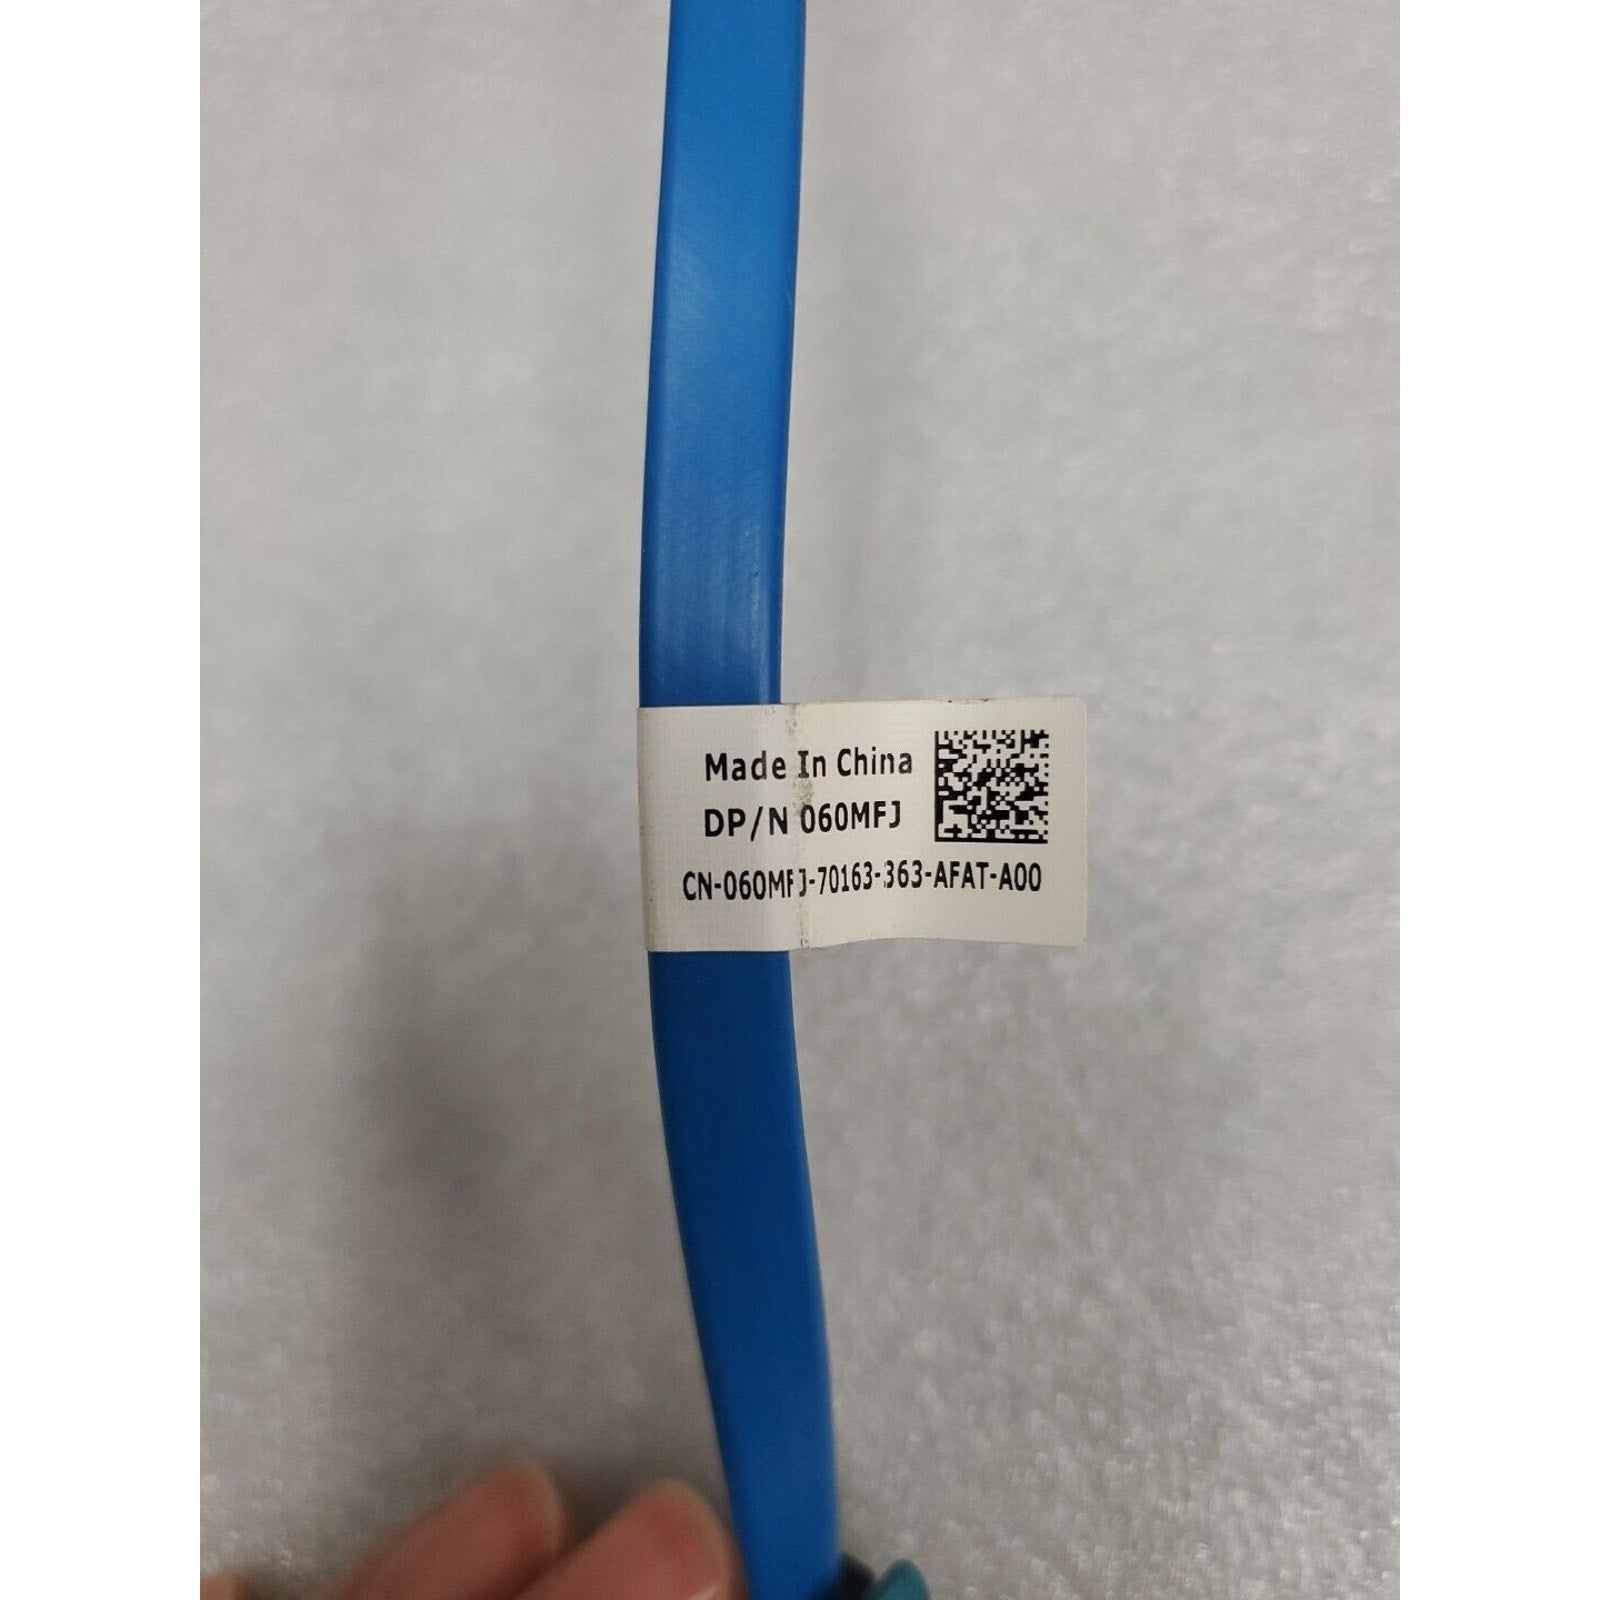 Made In China
DP/N 060MFJ
CN-060MFJ-70163-363-AFAT-A00